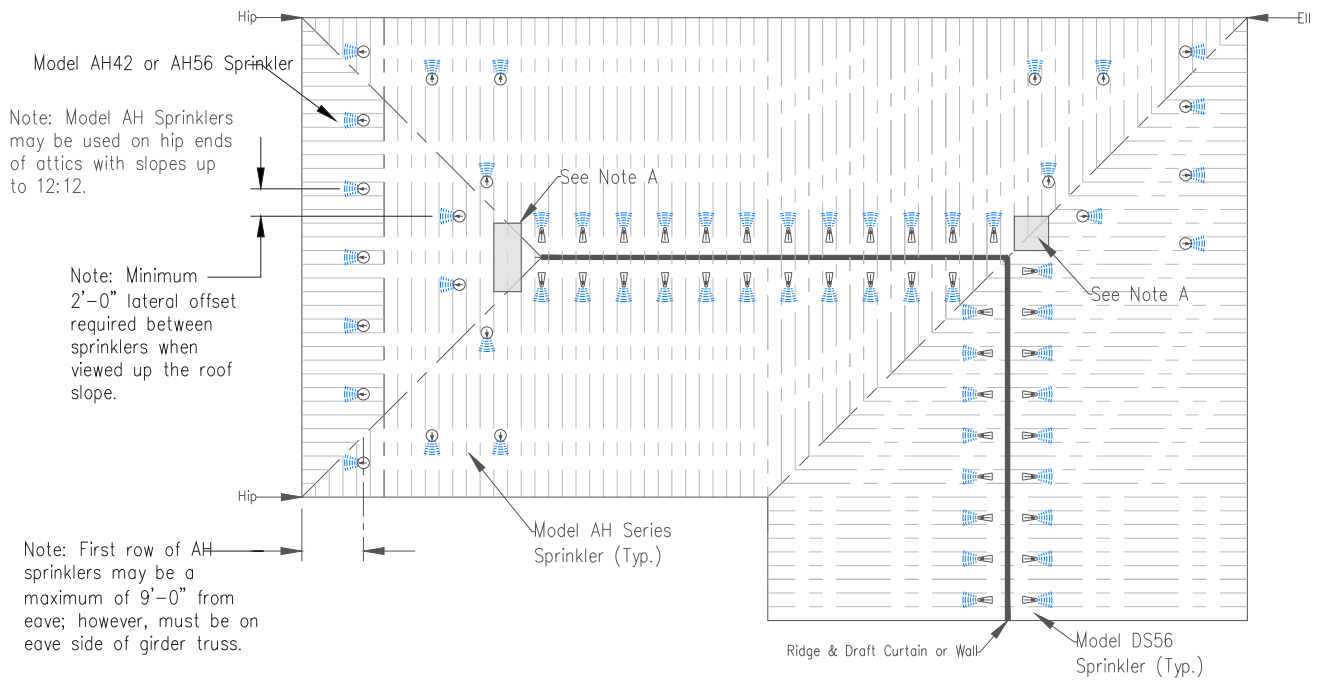 Hip
Ell
Model AH42 or AH56 Sprinkler
Note: Model AH Sprinklers
may be used on hip ends
of attics with slopes up
to 12:12.
See Note A
Note: Minimum
2'-0" lateral offset
required between
sprinklers when
viewed up the roof
slope.
See Note A
Hip
Model AH Series
Sprinkler (Typ.)
Note: First row of AH
sprinklers may be a
maximum of 9'-0" from
eave; however, must be on
eave side of girder truss.
Ridge & Draft Curtain or Wall
Model DS56
Sprinkler (Typ.)